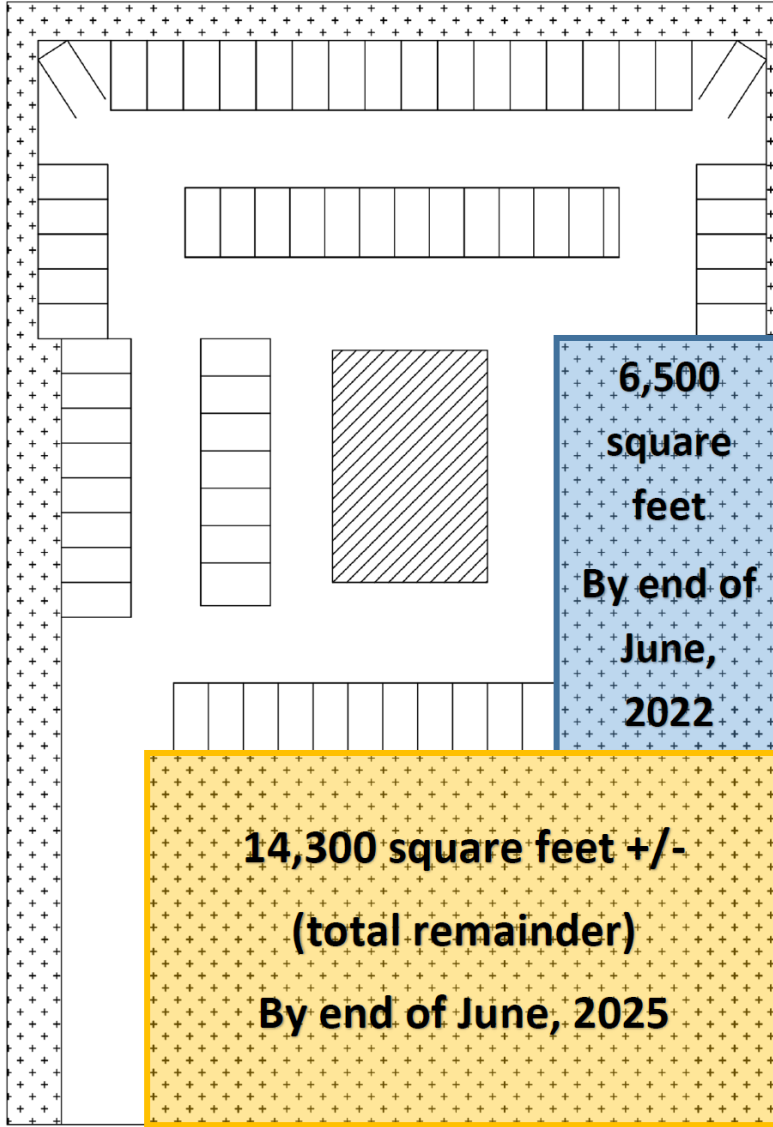 6,500
square
feet
By end of
June,
2022
14,300 square feet +/-
(total remainder)
By end of June, 2025